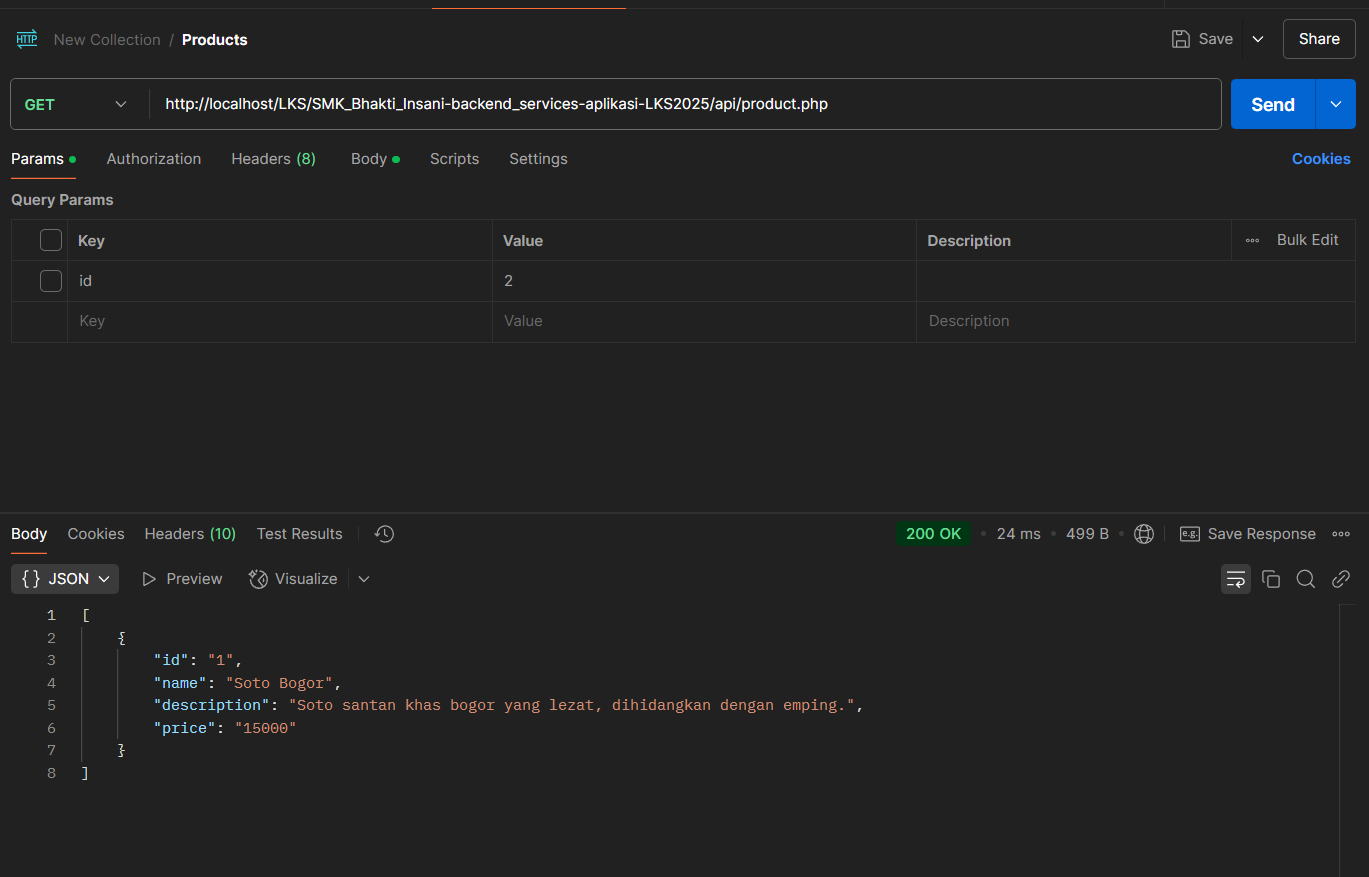 HTTP New Collection / Products Save Share
GET http://localhost/LKS/SMK_Bhakti_Insani-backend_services-aplikasi-LKS2025/api/product.php Send
Params Authorization Headers (8) Body Scripts Settings Cookies
Query Params
Key Value Description Bulk Edit
id 2
Key Value Description
Body Cookies Headers (10) Test Results 200 OK • 24 ms • 499 B • e.g. Save Response
{} JSON Preview Visualize
1 [
2 {
3 "id": "1",
4 "name": "Soto Bogor",
5 "description": "Soto santan khas bogor yang lezat, dihidangkan dengan emping.",
6 "price": "15000"
7 }
8 ]